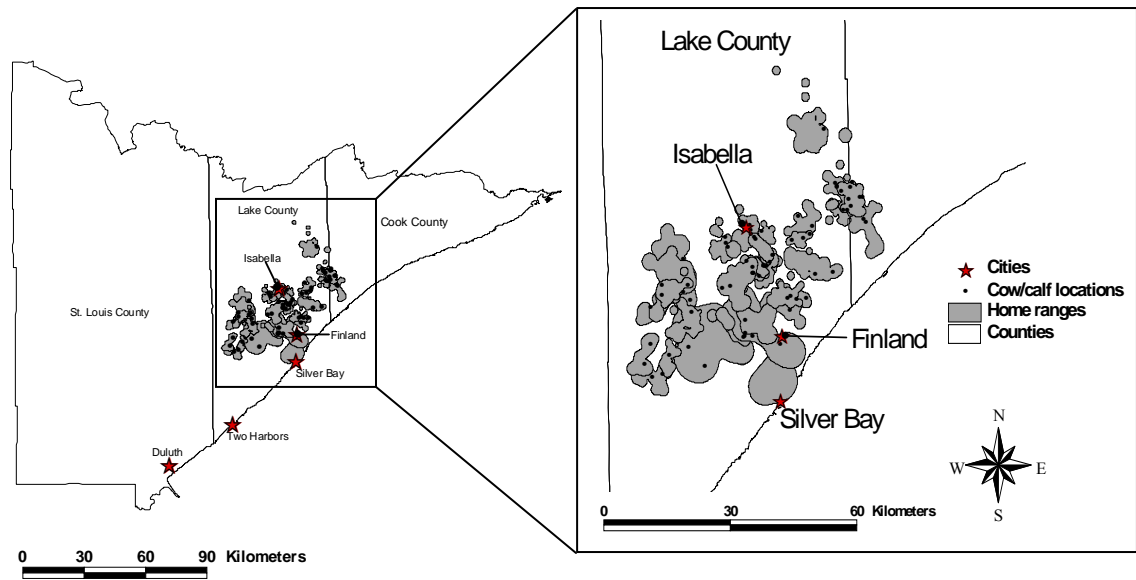 Lake County
Cook County
Isabella
St. Louis County
Finland
Silver Bay
Two Harbors
Duluth
0 30 60 90 Kilometers
Lake County
Isabella
Finland
Silver Bay
Cities
Cow/calf locations
Home ranges
Counties
N
W E
S
0 30 60
Kilometers